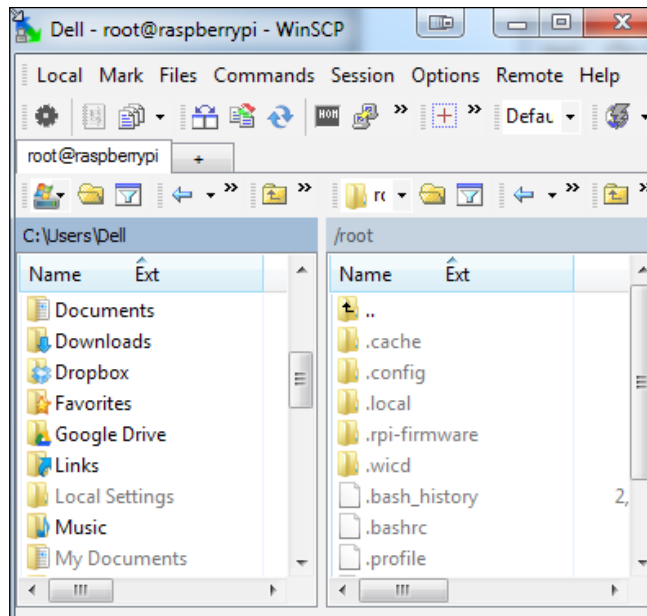 Dell - root@raspberrypi - WinSCP
Local Mark Files Commands Session Options Remote Help
Defau
root@raspberrypi +
C:\Users\Dell
Name Ext
Documents
Downloads
Dropbox
Favorites
Google Drive
Links
Local Settings
Music
My Documents
/root
Name Ext
..
.cache
.config
.local
.rpi-firmware
.wicd
.bash_history 2,
.bashrc
.profile